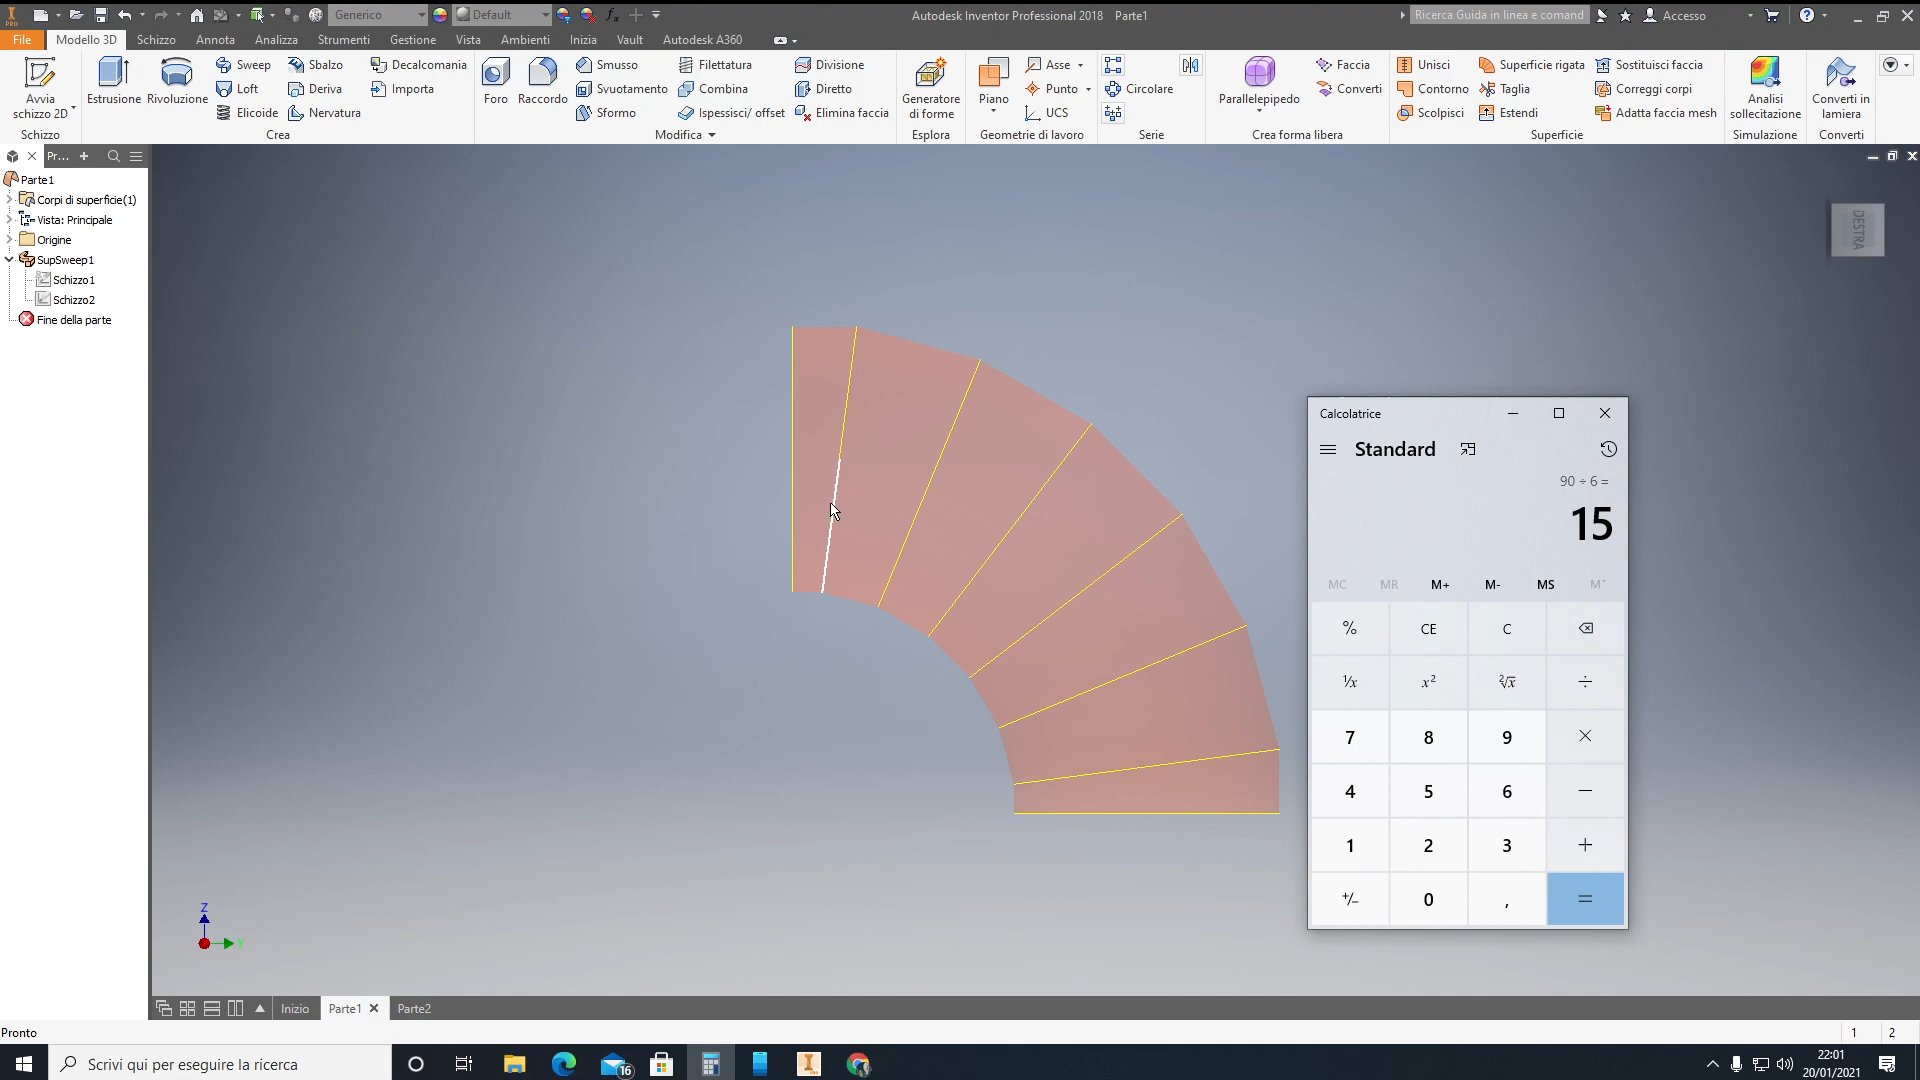 Generico
Default
Autodesk Inventor Professional 2018 Parte1
Ricerca Guida in linea e comand
Accesso
File
Modello 3D
Schizzo
Annota
Analizza
Strumenti
Gestione
Vista
Ambienti
Inizia
Vault
Autodesk A360
Avvia
schizzo 2D
Schizzo
Estrusione
Rivoluzione
Sweep
Loft
Elicoide
Sbalzo
Deriva
Nervatura
Decalcomania
Importa
Crea
Foro
Raccordo
Smusso
Svuotamento
Sformo
Filettatura
Combina
Ispessisci/ offset
Divisione
Diretto
Elimina faccia
Modifica
Generatore
di forme
Esplora
Piano
Asse
Punto
UCS
Geometrie di lavoro
Circolare
Serie
Parallelepipedo
Faccia
Converti
Crea forma libera
Unisci
Contorno
Scolpisci
Superficie rigata
Taglia
Estendi
Sostituisci faccia
Correggi corpi
Adatta faccia mesh
Superficie
Analisi
sollecitazione
Simulazione
Converti in
lamiera
Converti
Pr...
Parte1
Corpi di superficie(1)
Vista: Principale
Origine
SupSweep1
Schizzo1
Schizzo2
Fine della parte
DESTRA
Calcolatrice
Standard
90 ÷ 6 =
15
MC MR M+ M- MS M˅
% CE C
¹/x x² ²√x ÷
7 8 9 ×
4 5 6 −
1 2 3 +
+/− 0 , =
Z
Y
Inizio
Parte1
Parte2
Pronto
1
2
Scrivi qui per eseguire la ricerca
16
22:01
20/01/2021